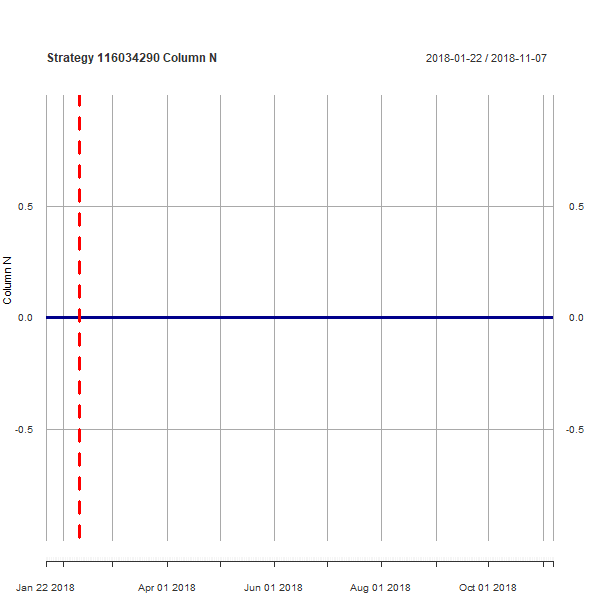 Strategy 116034290 Column N
2018-01-22 / 2018-11-07
0.5
0.5
Column N
0.0
0.0
-0.5
-0.5
Jan 22 2018
Apr 01 2018
Jun 01 2018
Aug 01 2018
Oct 01 2018